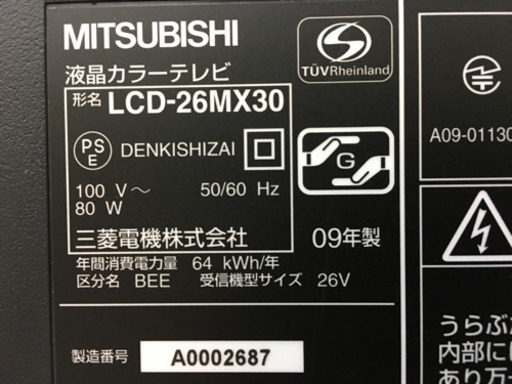 MITSUBISHI
液晶カラーテレビ
形名 LCD-26MX30
PS
E
DENKISHIZAI
100 V～ 50/60 Hz
80 W
三菱電機株式会社
09年製
年間消費電力量 64 kWh/年
区分名 BEE 受信機型サイズ 26V
製造番号 A0002687
TÜVRheinland
G
A09-01130
うらぶ
内部に
あり万